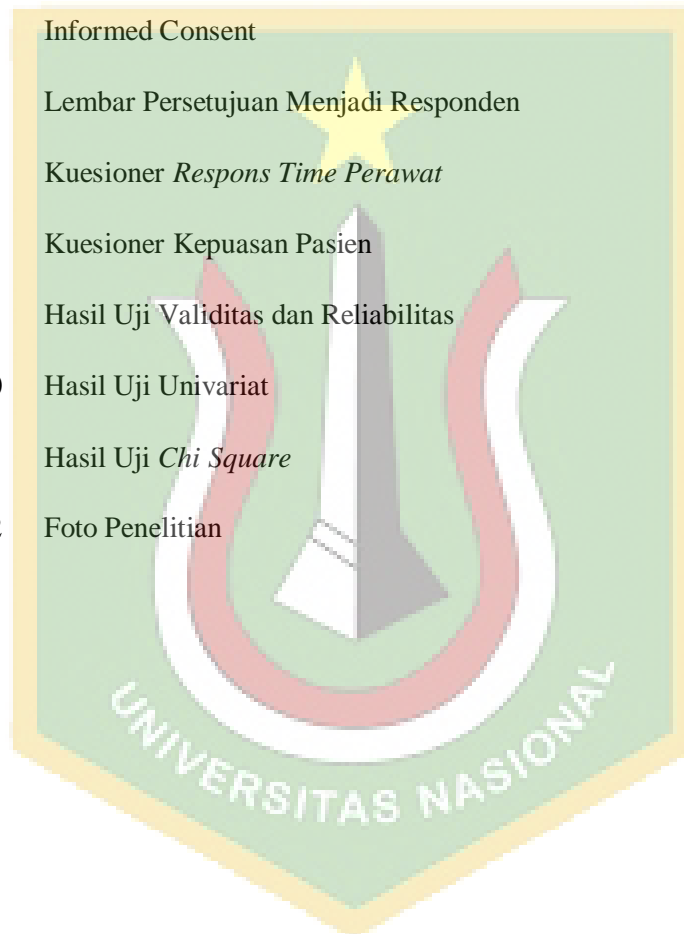 Informed Consent
Lembar Persetujuan Menjadi Responden
Kuesioner Respons Time Perawat
Kuesioner Kepuasan Pasien
Hasil Uji Validitas dan Reliabilitas
Hasil Uji Univariat
Hasil Uji Chi Square
Foto Penelitian
UNIVERSITAS NASIONAL